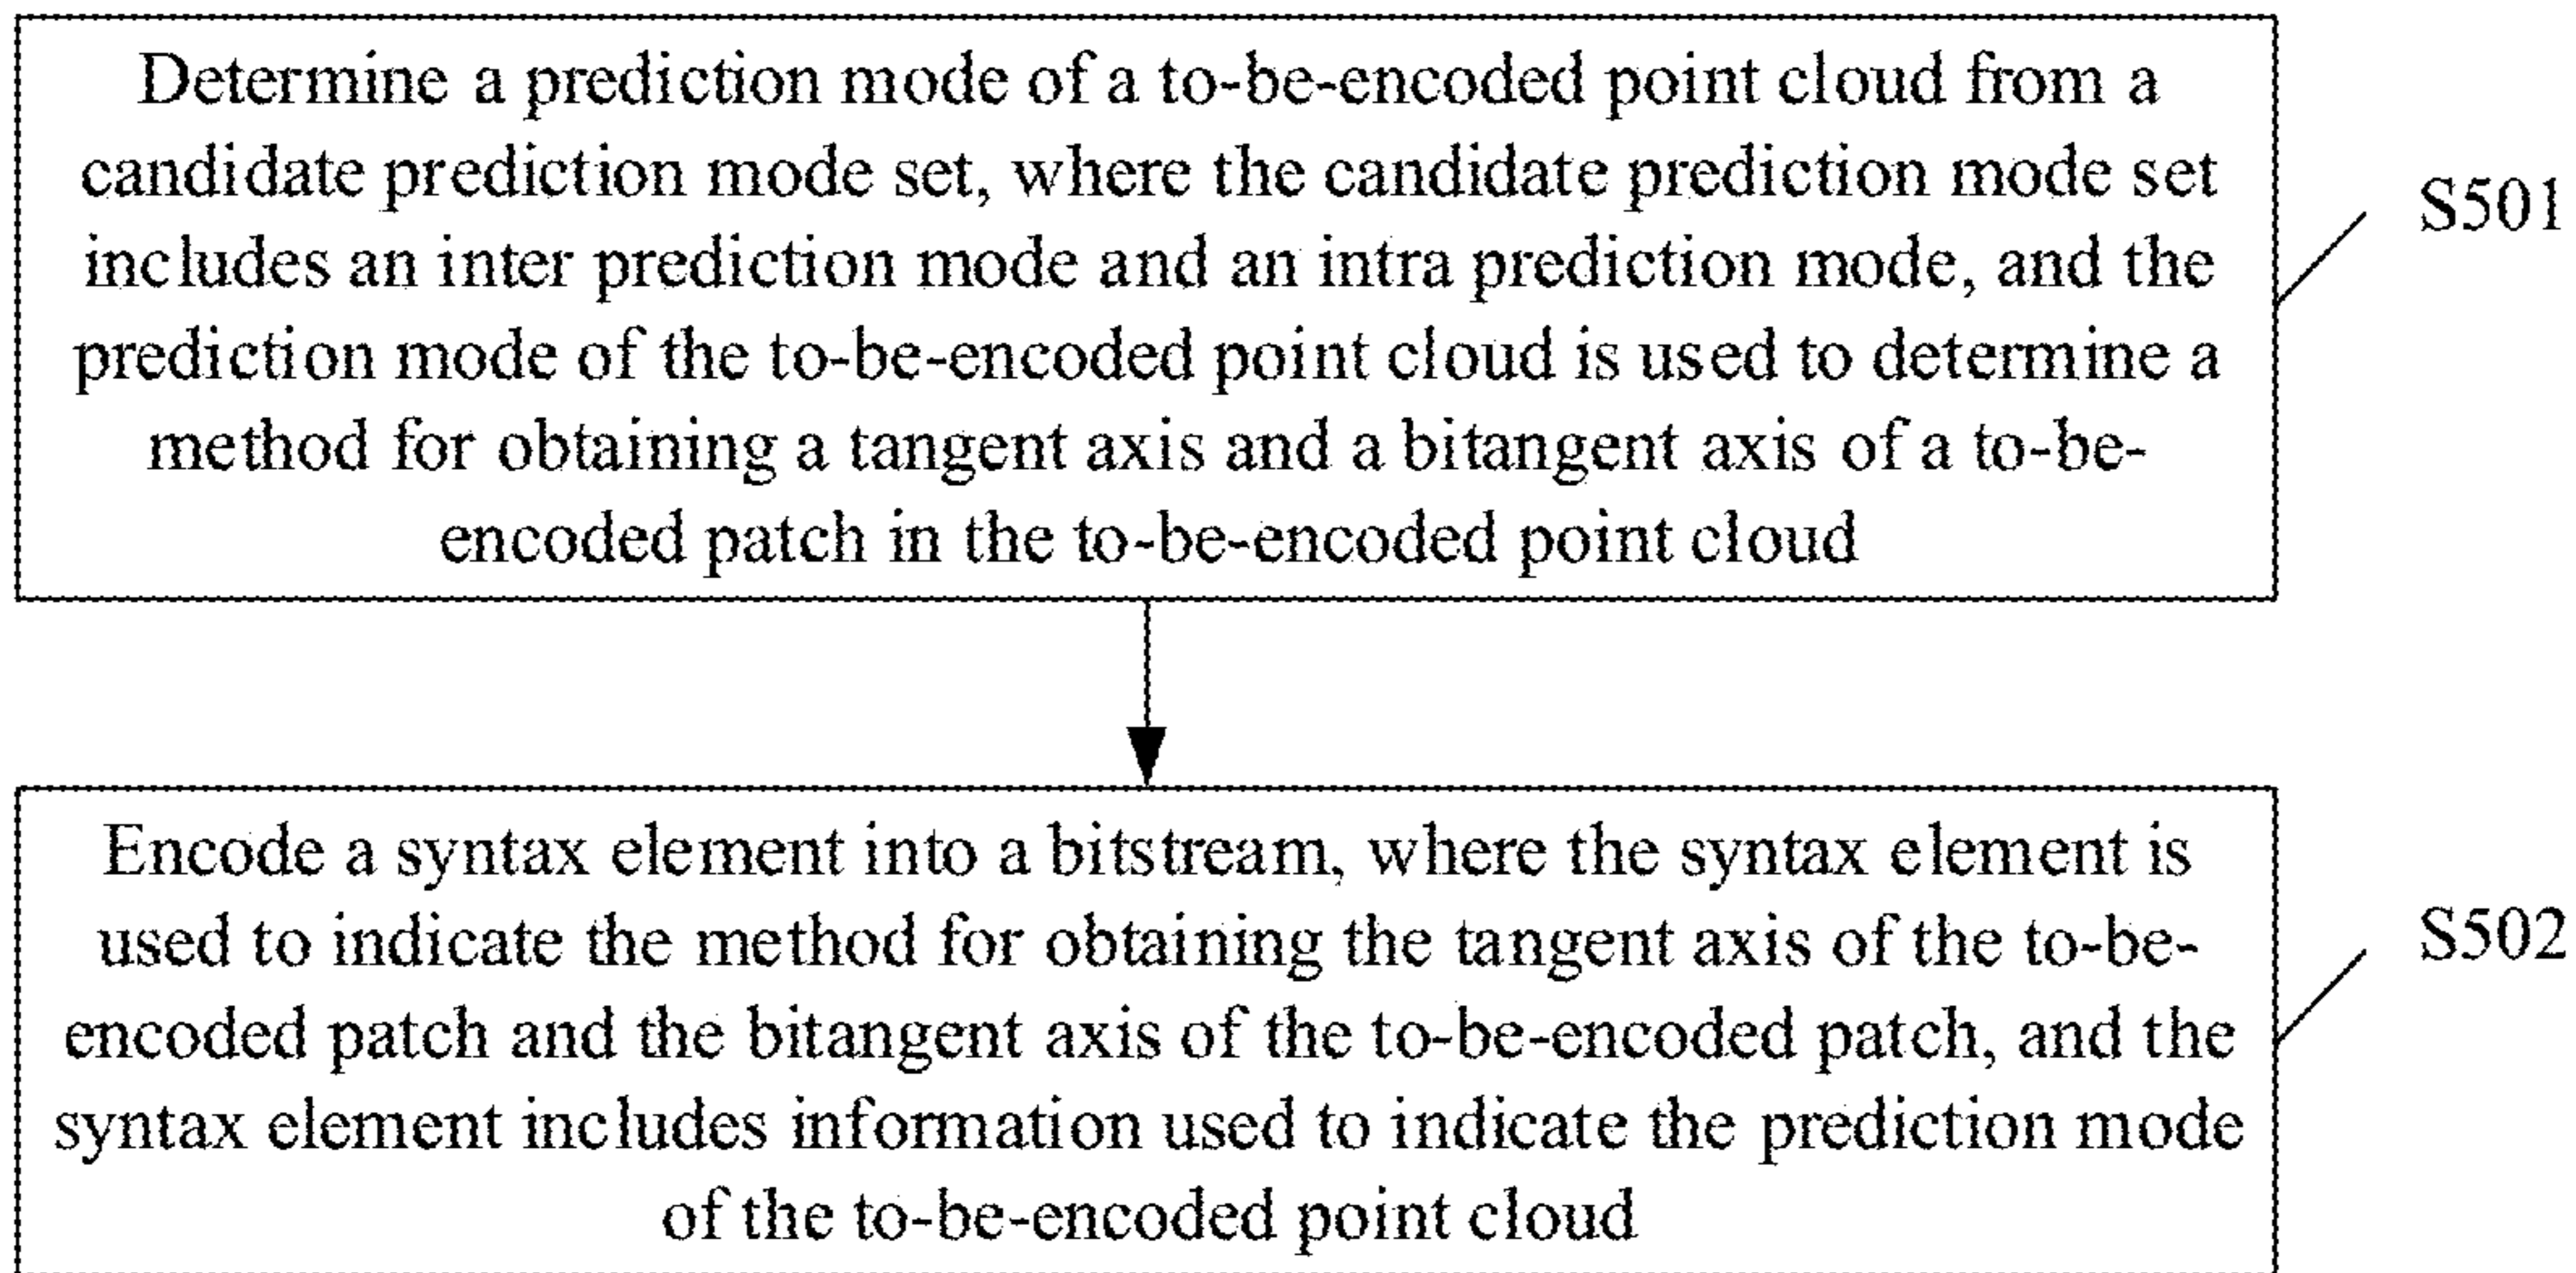 Determine a prediction mode of a to-be-encoded point cloud from a
candidate prediction mode set, where the candidate prediction mode set
includes an inter prediction mode and an intra prediction mode, and the
prediction mode of the to-be-encoded point cloud is used to determine a
method for obtaining a tangent axis and a bitangent axis of a to-be-
encoded patch in the to-be-encoded point cloud
S501
Encode a syntax element into a bitstream, where the syntax element is
used to indicate the method for obtaining the tangent axis of the to-be-
encoded patch and the bitangent axis of the to-be-encoded patch, and the
syntax element includes information used to indicate the prediction mode
of the to-be-encoded point cloud
S502